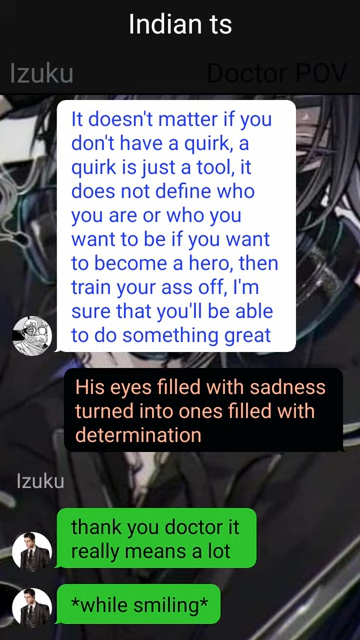 Indian ts
Izuku
Doctor POV
It doesn't matter if you
don't have a quirk, a
quirk is just a tool, it
does not define who
you are or who you
want to be if you want
to become a hero, then
train your ass off, I'm
sure that you'll be able
to do something great
His eyes filled with sadness
turned into ones filled with
determination
Izuku
thank you doctor it
really means a lot
*while smiling*